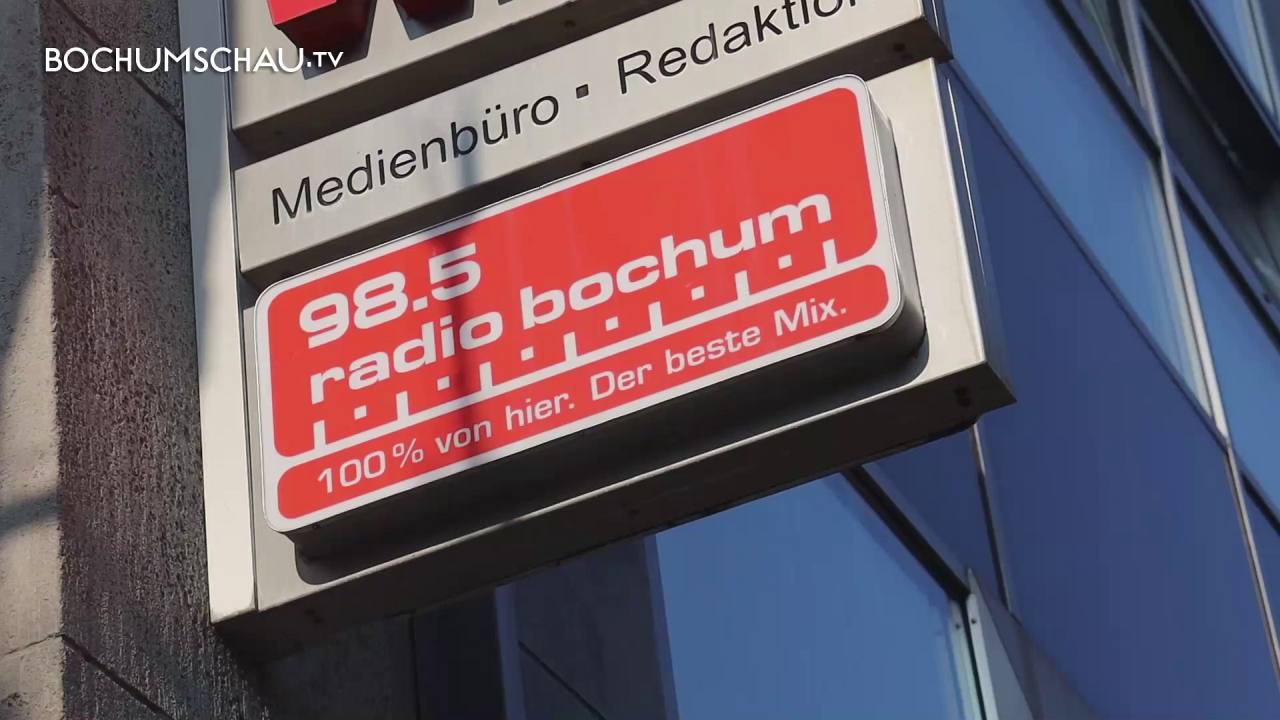 BOCHUMSCHAU.TV
Medienbüro · Redaktion
98.5
radio bochum
100% von hier. Der beste Mix.